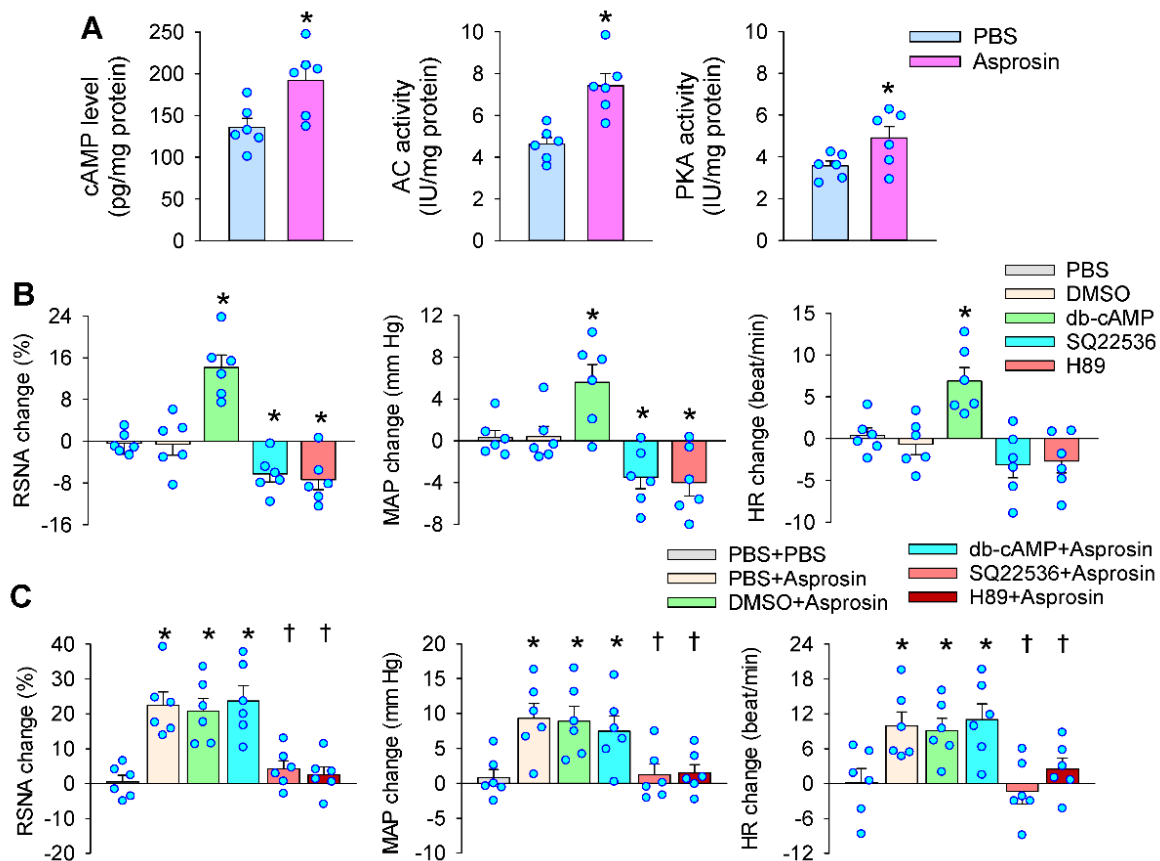 A
cAMP level
(pg/mg protein)
250
200
150
100
50
0
*
AC activity
(IU/mg protein)
10
8
6
4
2
0
*
PKA activity
(IU/mg protein)
10
8
6
4
2
0
*
PBS
Asprosin
B
RSNA change (%)
24
16
8
0
-8
-16
*
*
*
MAP change (mm Hg)
12
8
4
0
-4
-8
*
*
*
HR change (beat/min)
15
10
5
0
-5
-10
*
PBS
DMSO
db-cAMP
SQ22536
H89
PBS+PBS
PBS+Asprosin
DMSO+Asprosin
db-cAMP+Asprosin
SQ22536+Asprosin
H89+Asprosin
C
RSNA change (%)
40
30
20
10
0
-10
-20
* * * † †
MAP change (mm Hg)
20
15
10
5
0
-5
-10
* * * † †
HR change (beat/min)
24
18
12
6
0
-6
-12
* * * † †